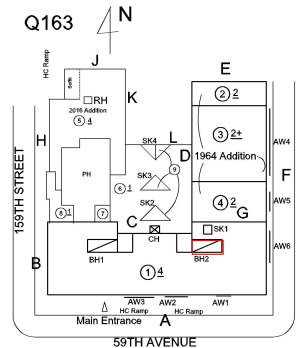 Q163
N
J
E
HC Ramp
Sofit
RH
2016 Addition
5 4
K
2 2
SK4
L
H
D
3 2+
AW4
1964 Addition
PH
9
SK3
F
6 1
159TH STREET
SK2
4 2
AW5
8 1
7
G
C
SK1
CH
AW6
B
BH1
BH2
1 4
AW3
AW2
AW1
HC Ramp
HC Ramp
Main Entrance
A
59TH AVENUE